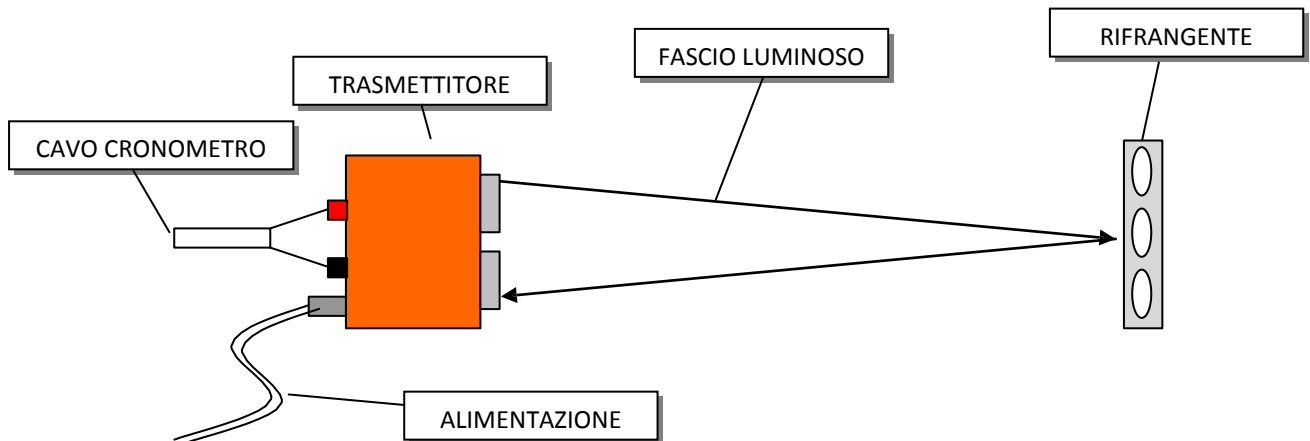 RIFRANGENTE
FASCIO LUMINOSO
TRASMETTITORE
CAVO CRONOMETRO
ALIMENTAZIONE